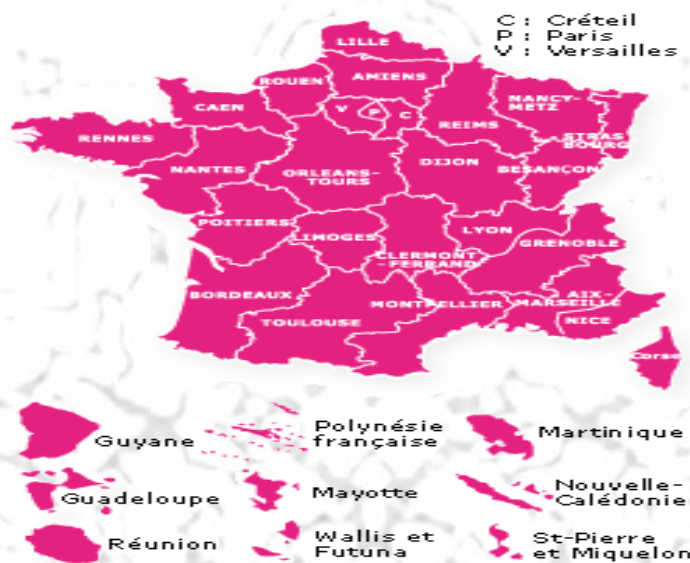 C : Créteil
P : Paris
V : Versailles
LILLE
ROUEN
AMIENS
CAEN
V
P
C
NANCY-
METZ
REIMS
STRAS
BOURG
RENNES
NANTES
ORLEANS-
TOURS
DIJON
BESANCON
POITIERS
LIMOGES
LYON
GRENOBLE
CLERMONT
-FERRAND
BORDEAUX
MONTPELLIER
AIX-
MARSEILLE
TOULOUSE
NICE
Corse
Guyane
Polynésie
française
Martinique
Guadeloupe
Mayotte
Nouvelle-
Calédonie
Réunion
Wallis et
Futuna
St-Pierre
et Miquelon